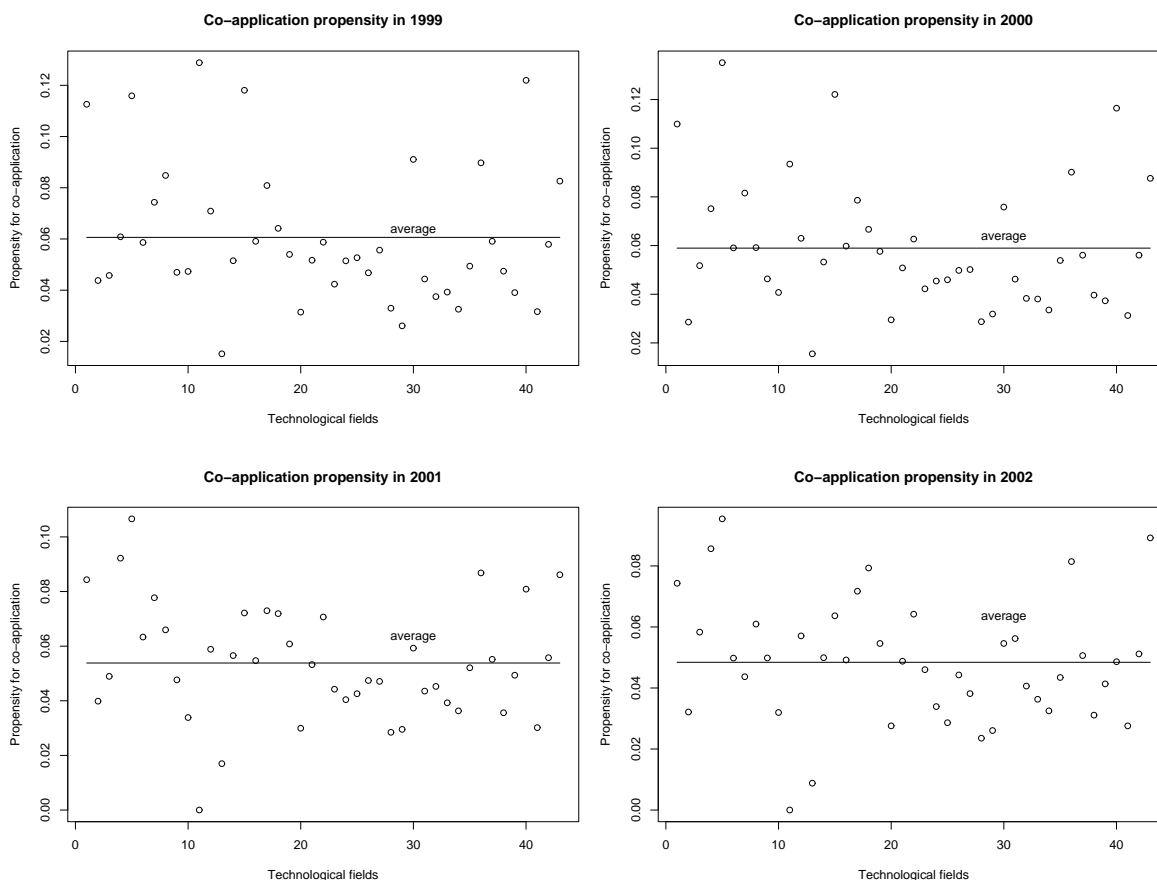 Co−application propensity in 1999
Propensity for co−application
0.12
0.10
0.08
0.06
0.04
0.02
average
0 10 20 30 40
Technological fields
Co−application propensity in 2000
Propensity for co−application
0.12
0.10
0.08
0.06
0.04
0.02
average
0 10 20 30 40
Technological fields
Co−application propensity in 2001
Propensity for co−application
0.10
0.08
0.06
0.04
0.02
0.00
average
0 10 20 30 40
Technological fields
Co−application propensity in 2002
Propensity for co−application
0.08
0.06
0.04
0.02
0.00
average
0 10 20 30 40
Technological fields